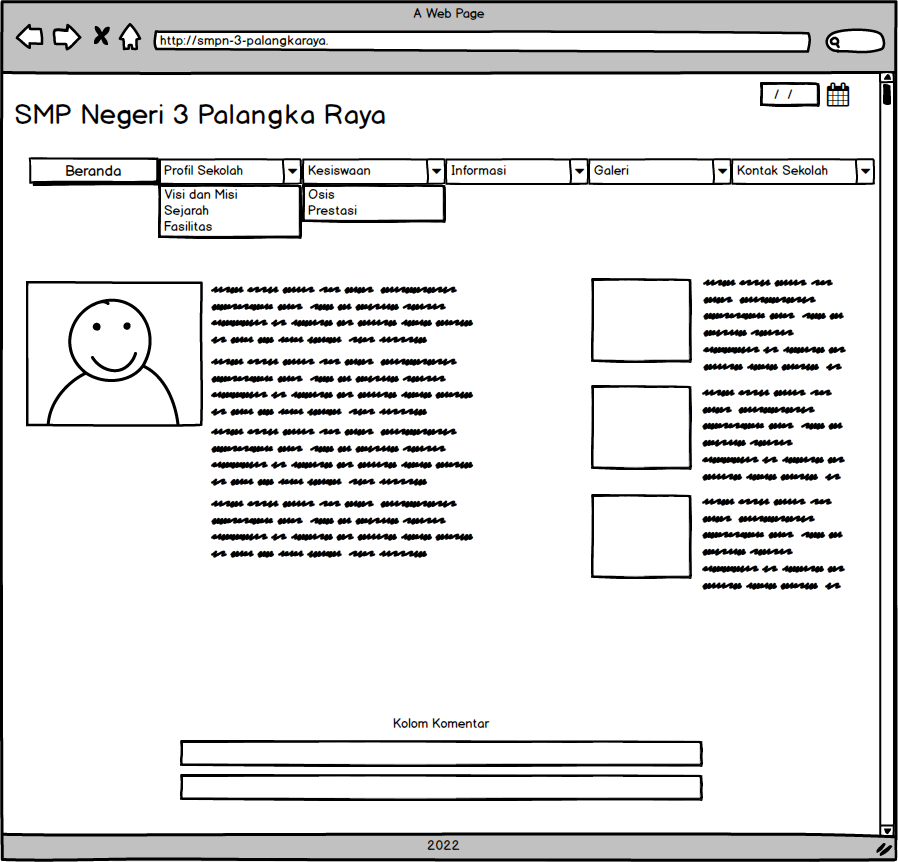 A Web Page
http://smpn-3-palangkaraya.
/ /
SMP Negeri 3 Palangka Raya
Beranda
Profil Sekolah
Kesiswaan
Informasi
Galeri
Kontak Sekolah
Visi dan Misi
Sejarah
Fasilitas
Osis
Prestasi
Kolom Komentar
2022